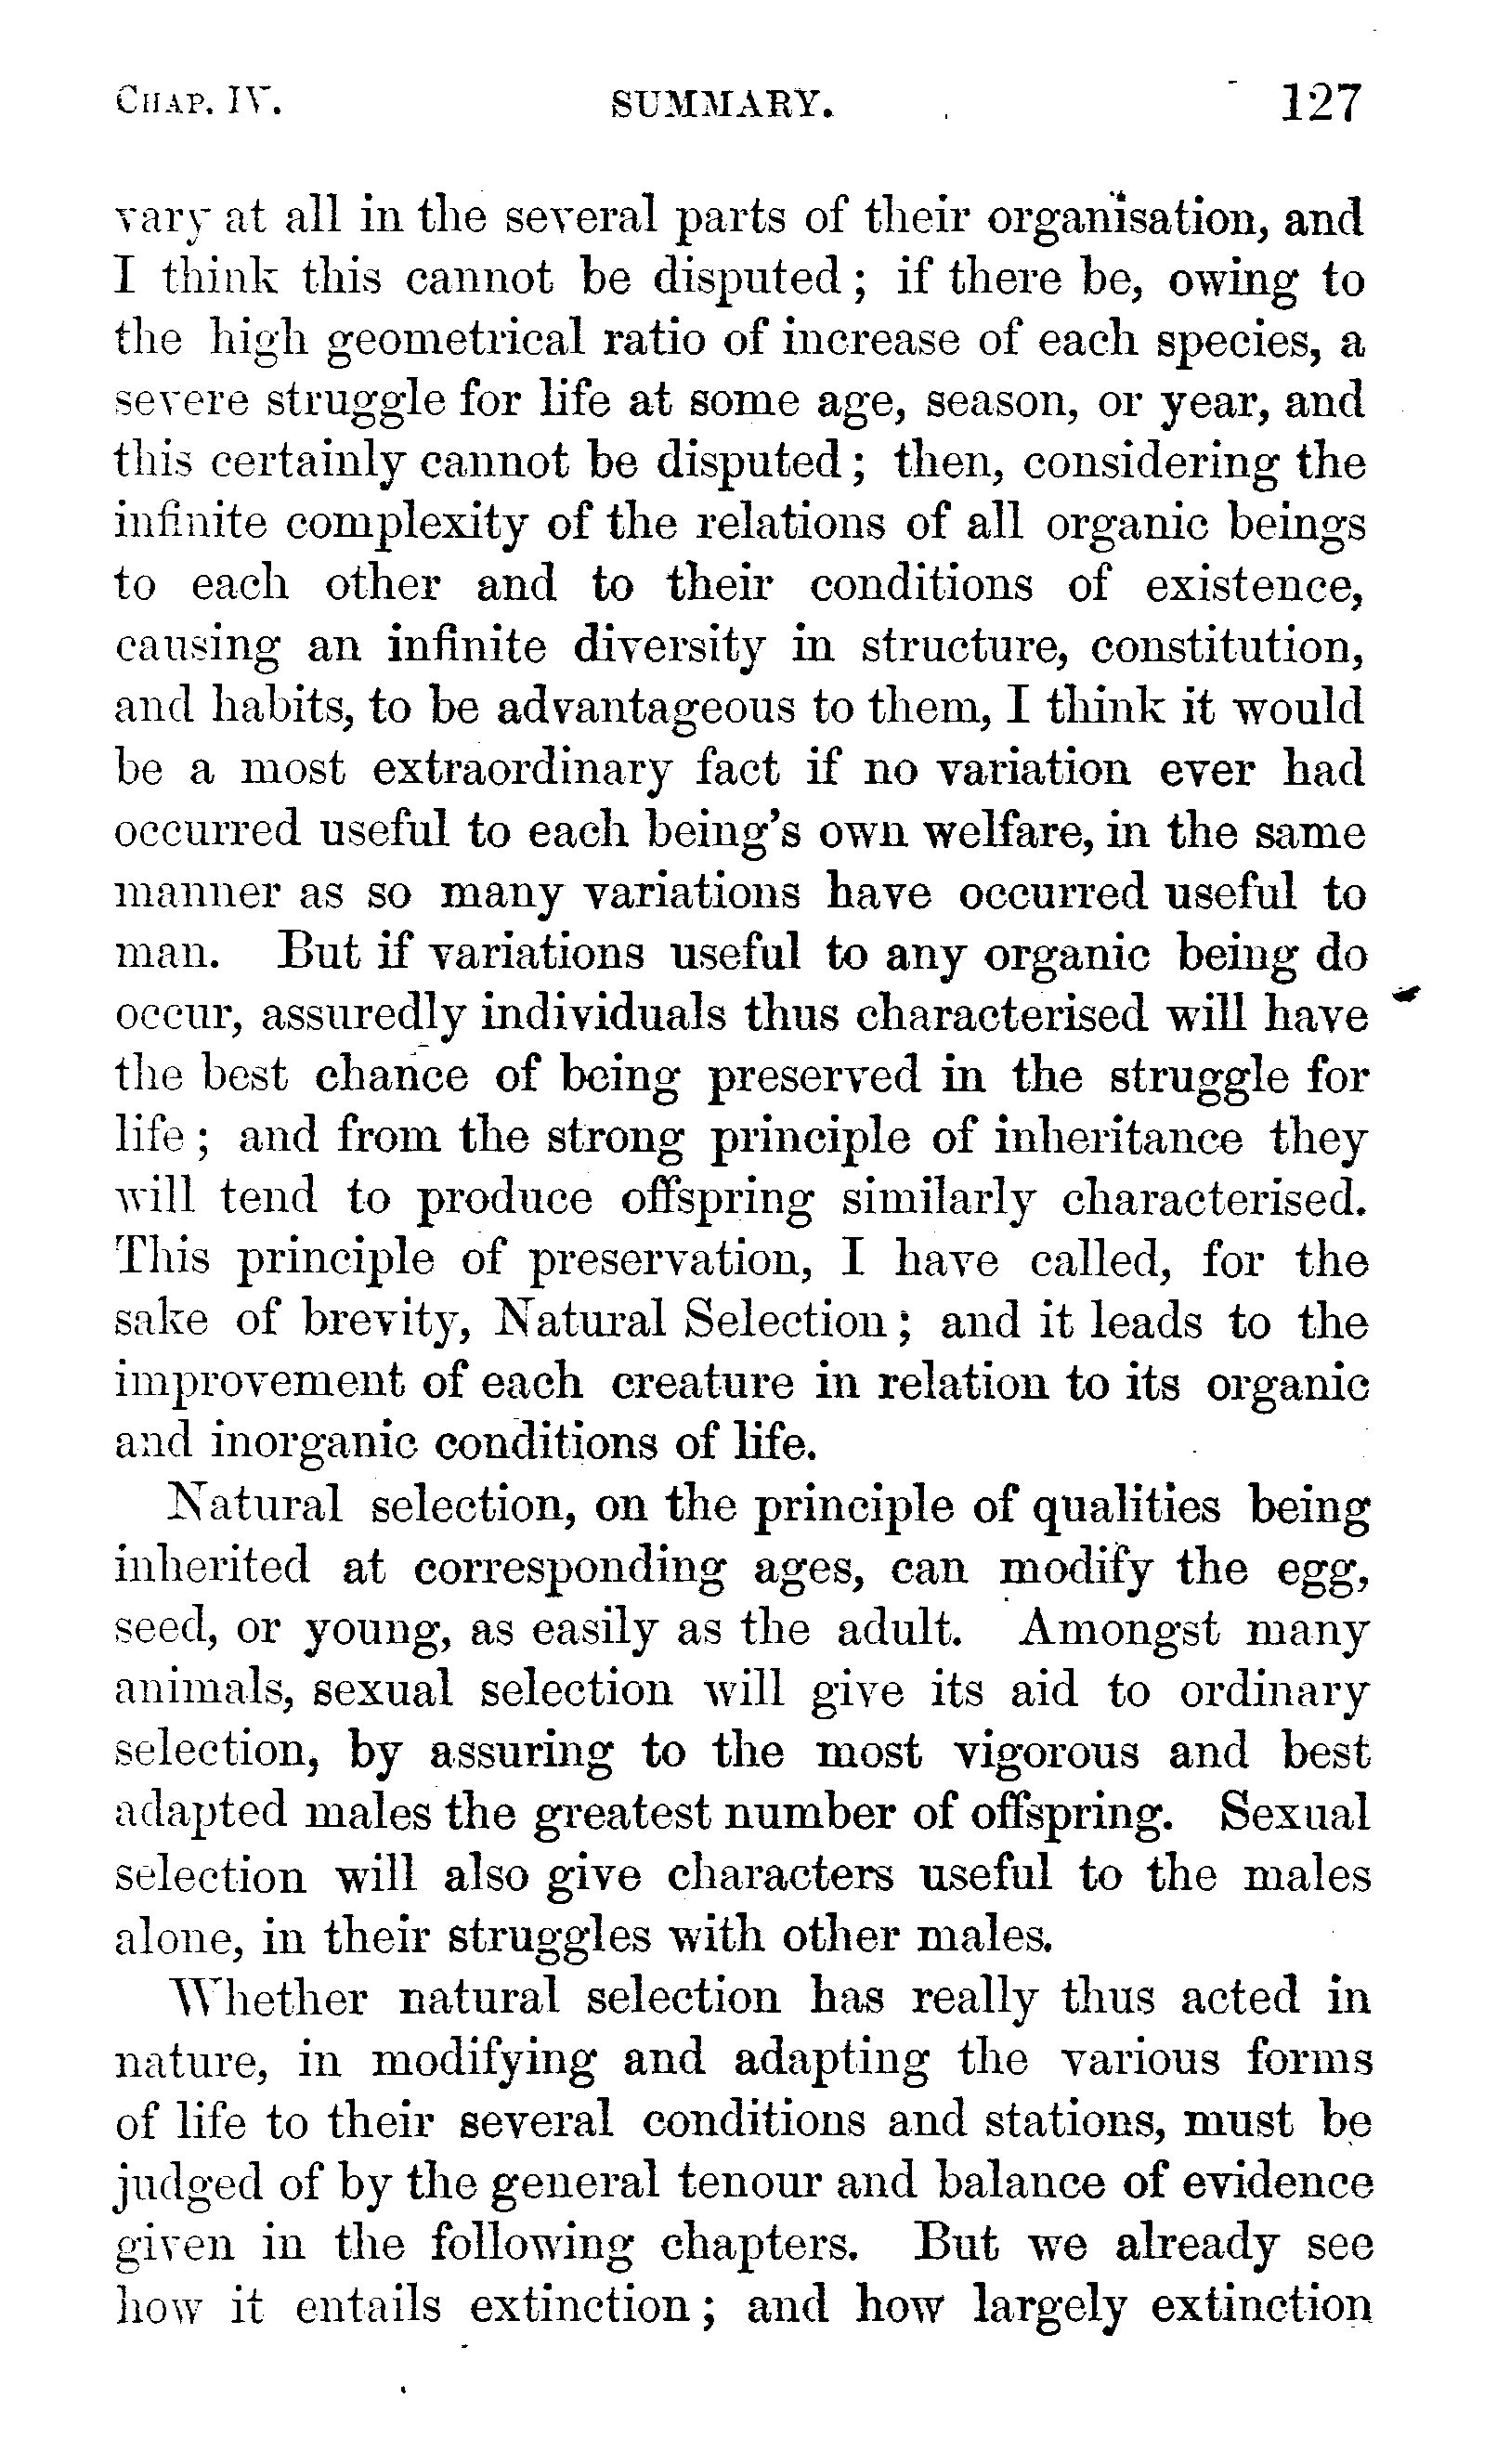 CHAP. IV. SUMMARY. 127
vary at all in the several parts of their organisation, and
I think this cannot be disputed; if there be, owing to
the high geometrical ratio of increase of each species, a
severe struggle for life at some age, season, or year, and
this certainly cannot be disputed; then, considering the
infinite complexity of the relations of all organic beings
to each other and to their conditions of existence,
causing an infinite diversity in structure, constitution,
and habits, to be advantageous to them, I think it would
be a most extraordinary fact if no variation ever had
occurred useful to each being's own welfare, in the same
manner as so many variations have occurred useful to
man. But if variations useful to any organic being do
occur, assuredly individuals thus characterised will have
the best chance of being preserved in the struggle for
life; and from the strong principle of inheritance they
will tend to produce offspring similarly characterised.
This principle of preservation, I have called, for the
sake of brevity, Natural Selection; and it leads to the
improvement of each creature in relation to its organic
and inorganic conditions of life.
Natural selection, on the principle of qualities being
inherited at corresponding ages, can modify the egg,
seed, or young, as easily as the adult. Amongst many
animals, sexual selection will give its aid to ordinary
selection, by assuring to the most vigorous and best
adapted males the greatest number of offspring. Sexual
selection will also give characters useful to the males
alone, in their struggles with other males.
Whether natural selection has really thus acted in
nature, in modifying and adapting the various forms
of life to their several conditions and stations, must be
judged of by the general tenour and balance of evidence
given in the following chapters. But we already see
how it entails extinction; and how largely extinction